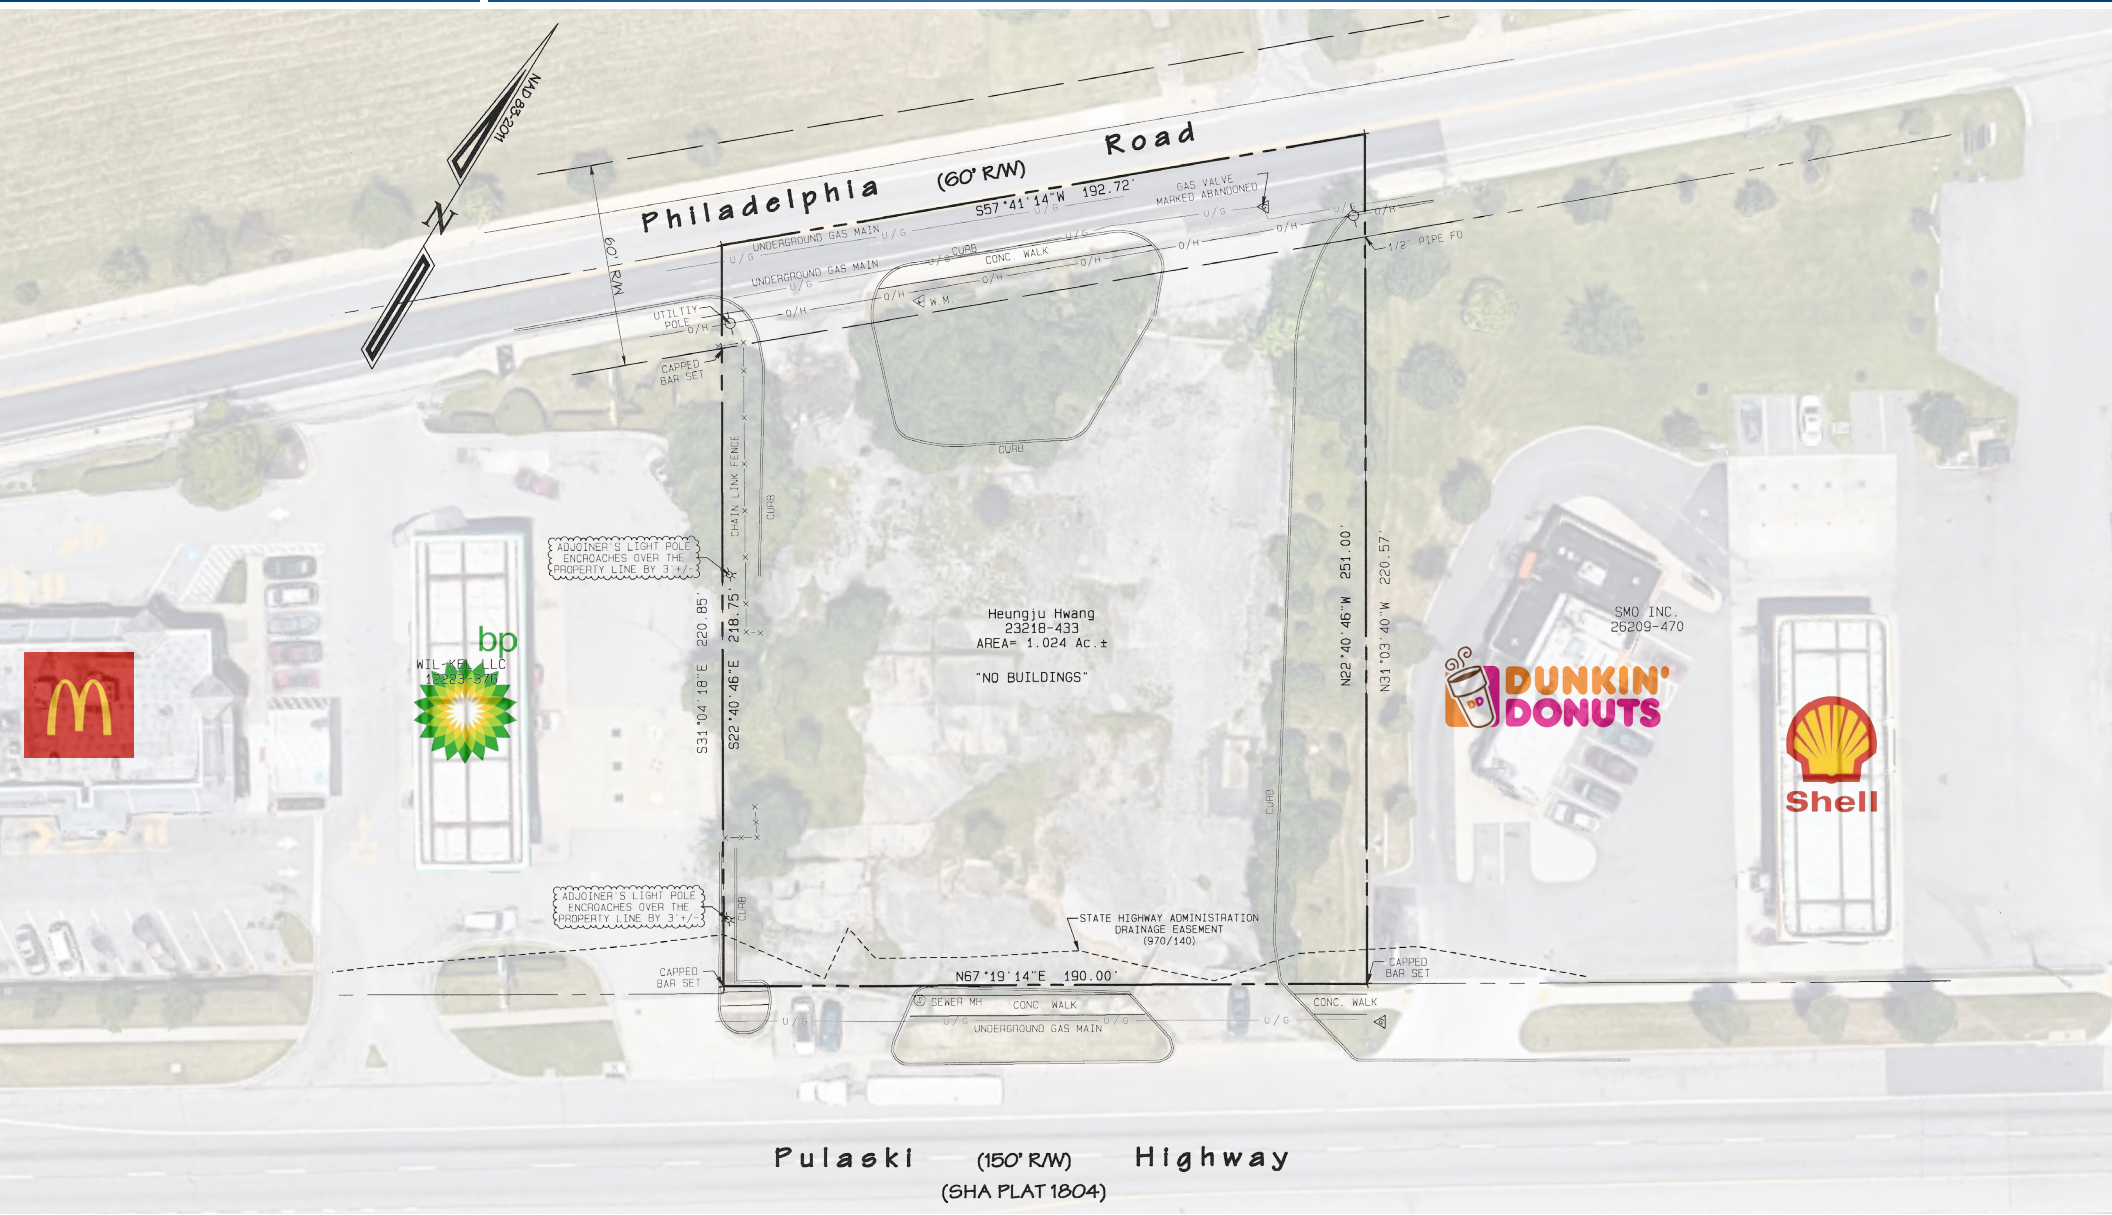 NAD 83-2011
N
Philadelphia (60' R/W) Road
S57°41'14"W 192.72'
GAS VALVE
MARKED ABANDONED
U/G
U/G
U/G
O/H
UNDERGROUND GAS MAIN
U/G
U/G
CURB
U/G
CONC. WALK
O/H
O/H
1/2" PIPE FD
60' R/W
UNDERGROUND GAS MAIN
U/G
U/G
O/H
O/H
O/H
W.M.
UTILTIY
POLE
O/H
O/H
CAPPED
BAR SET
CURB
CHAIN LINK FENCE
CURB
ADJOINER'S LIGHT POLE
ENCROACHES OVER THE
PROPERTY LINE BY 3'+/-
S31°04'18"E 220.85'
S22°40'46"E 218.75'
N22°40'46"W 251.00'
N31°03'40"W 220.57'
Heungju Hwang
23218-433
AREA= 1.024 Ac.±
"NO BUILDINGS"
SMO INC.
26209-470
bp
WIL-KEL LLC
12223-376
DUNKIN'
DONUTS
DD
Shell
CURB
ADJOINER'S LIGHT POLE
ENCROACHES OVER THE
PROPERTY LINE BY 3'+/-
CURB
STATE HIGHWAY ADMINISTRATION
DRAINAGE EASEMENT
(970/140)
CAPPED
BAR SET
N67°19'14"E 190.00'
CAPPED
BAR SET
S SEWER MH
CONC. WALK
CONC. WALK
U/G
U/G
U/G
U/G
UNDERGROUND GAS MAIN
Pulaski (150' R/W) Highway
(SHA PLAT 1804)